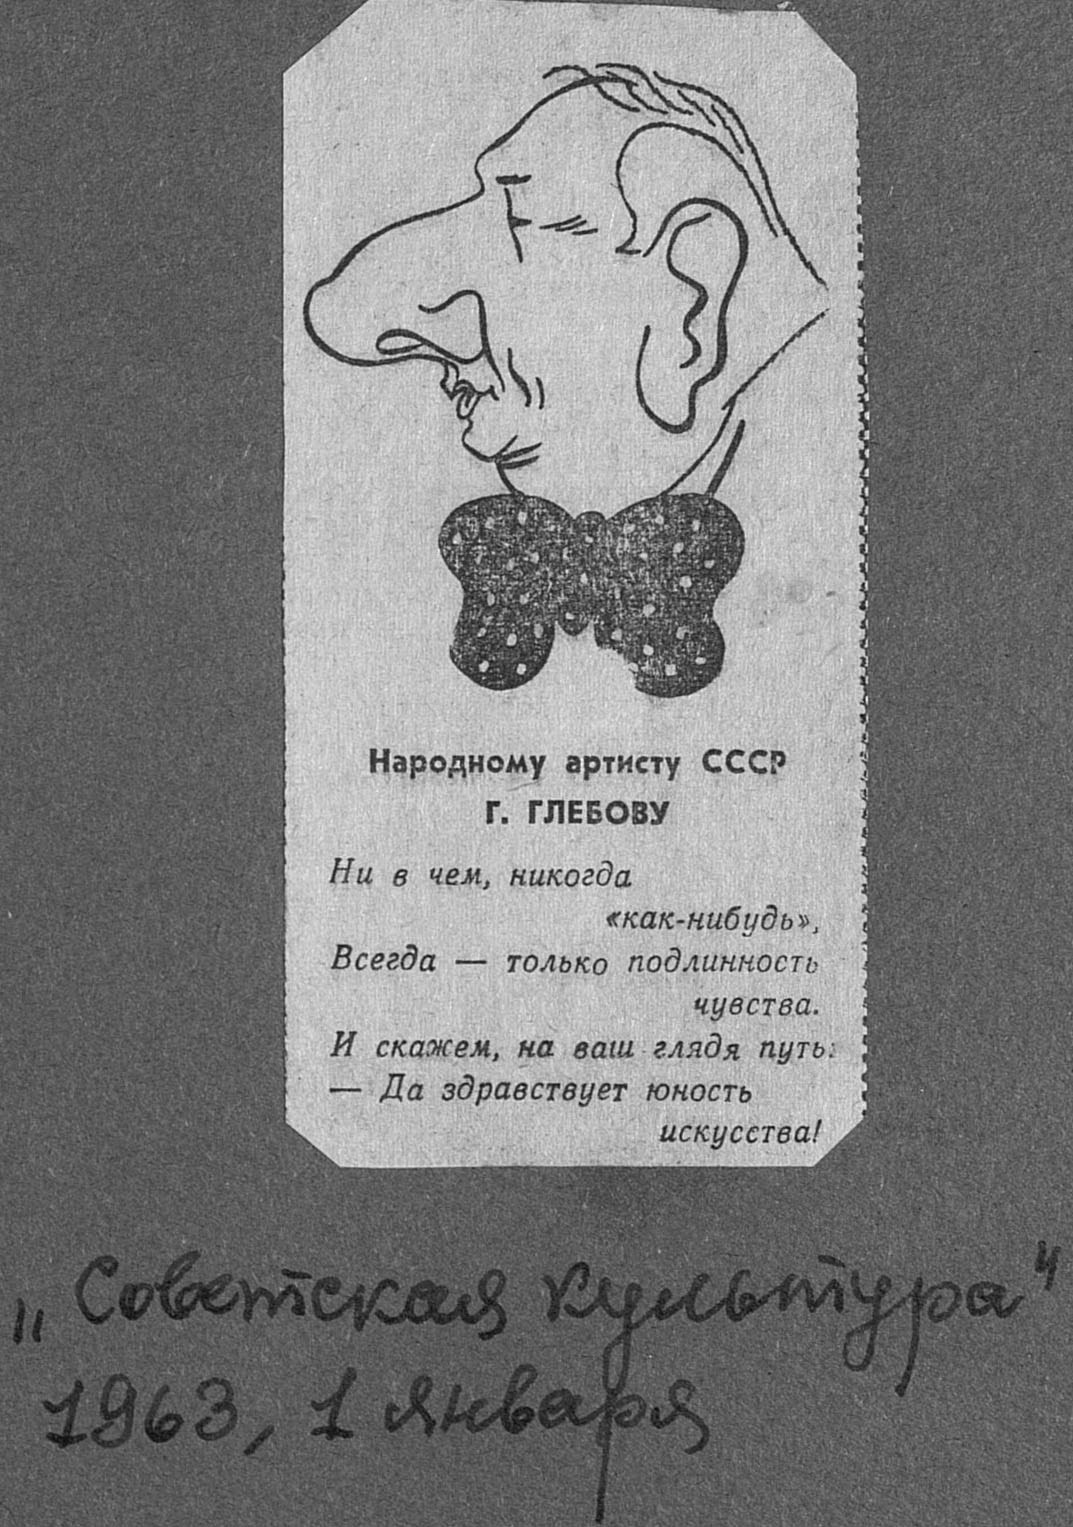 Народному артисту СССР
Г. ГЛЕБОВУ
Ни в чем, никогда
«как-нибудь»,
Всегда — только подлинность
чувства.
И скажем, на ваш глядя путь:
— Да здравствует юность
искусства!
„Советская культура"
1963, 1 января